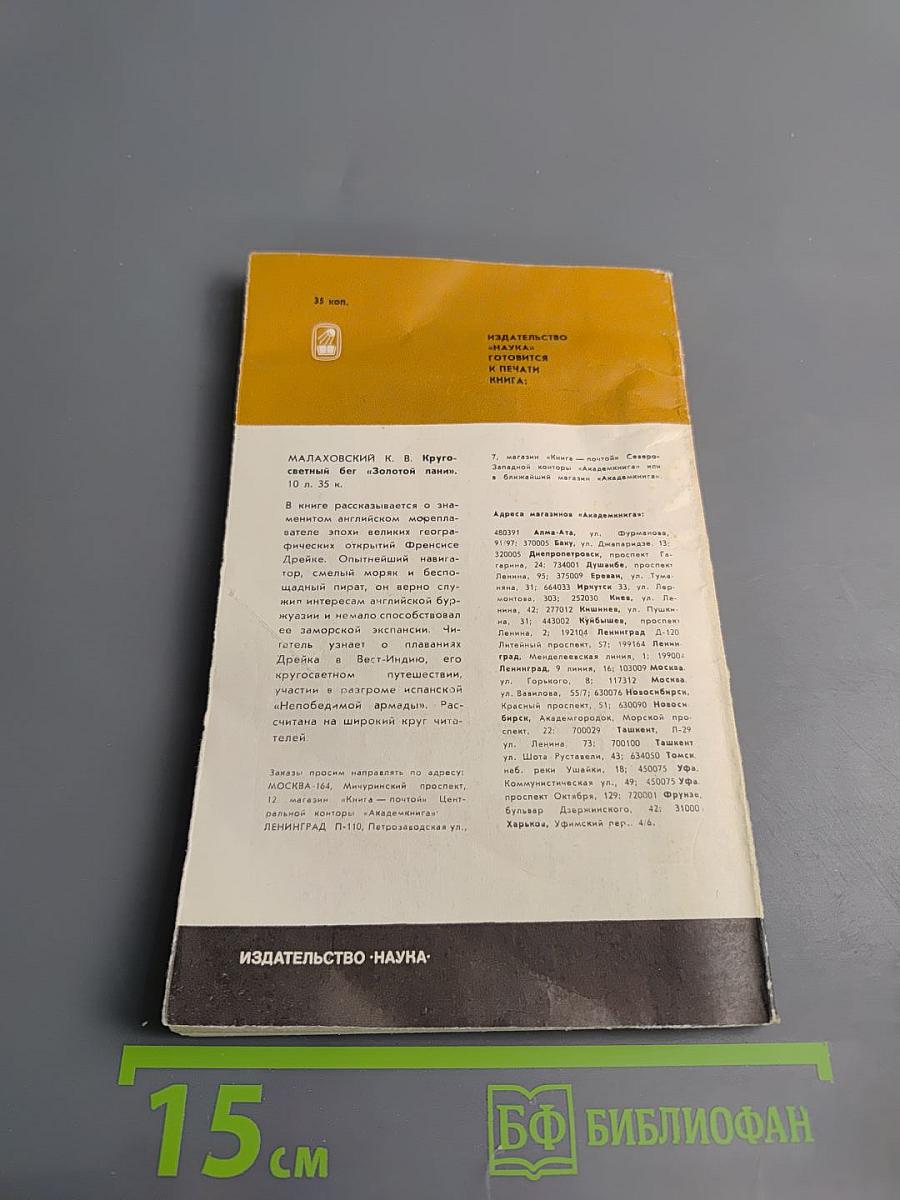 35 коп.
ИЗДАТЕЛЬСТВО
«НАУКА»
ГОТОВИТСЯ
К ПЕЧАТИ
КНИГА:
МАЛАХОВСКИЙ К. В. Круго-
светный бег «Золотой лани».
10 л. 35 к.
В книге рассказывается о зна-
менитом английском морепла-
вателе эпохи великих геогра-
фических открытий Френсисе
Дрейке. Опытнейший навига-
тор, смелый моряк и беспо-
щадный пират, он верно слу-
жил интересам английской бур-
жуазии и немало способствовал
ее заморской экспансии. Чи-
татель узнает о плаваниях
Дрейка в Вест-Индию, его
кругосветном путешествии,
участии в разгроме испанской
«Непобедимой армады». Рас-
считана на широкий круг чита-
телей.
Заказы просим направлять по адресу:
МОСКВА-164, Мичуринский проспект,
12 магазин «Книга — почтой» Цент-
ральной конторы «Академкнига»
ЛЕНИНГРАД П-110, Петрозаводская ул.,
7, магазин «Книга — почтой» Северо-
Западной конторы «Академкнига» или
в ближайший магазин «Академкнига».
Адреса магазинов «Академкнига»:
480391 Алма-Ата, ул. Фурманова,
91/97; 370005 Баку, ул. Джапаридзе, 13;
320005 Днепропетровск, проспект Га-
гарина, 24; 734001 Душанбе, проспект
Ленина, 95; 375009 Ереван, ул. Тума-
няна, 31; 664033 Иркутск 33, ул. Лер-
монтова, 303; 252030 Киев, ул. Ле-
нина, 42; 277012 Кишинев, ул. Пушки-
на, 31; 443002 Куйбышев, проспект
Ленина, 2; 192104 Ленинград Д-120
Литейный проспект, 57; 199164 Ленин-
град, Менделеевская линия, 1; 19900
Ленинград, 9 линия, 16; 103009 Москва
ул. Горького, 8; 117312 Москва
ул. Вавилова, 55/7; 630076 Новосибирск,
Красный проспект, 51; 630090 Новоси-
бирск, Академгородок, Морской про-
спект, 22; 700029 Ташкент, П-29
ул. Ленина 73; 700100 Ташкент
ул. Шота Руставели, 43; 634050 Томск
наб. реки Ушайки, 18; 450075 Уфа
Коммунистическая ул., 49; 450075 Уфа
проспект Октября, 129; 720001 Фрунзе,
бульвар Дзержинского, 42; 31000
Харьков, Уфимский пер., 4/6.
ИЗДАТЕЛЬСТВО «НАУКА»
15 см
БФ БИБЛИОФАН